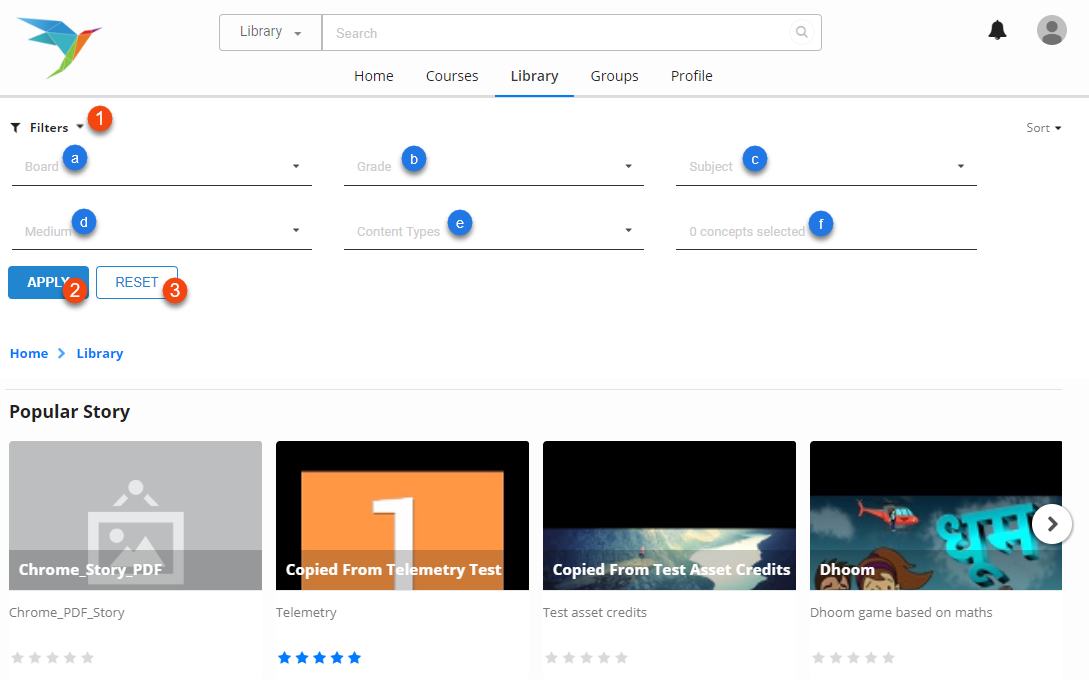 Library
Search
Home Courses Library Groups Profile
Filters 1
Sort
Board a
Grade b
Subject c
Medium d
Content Types e
0 concepts selected f
APPLY 2
RESET 3
Home Library
Popular Story
1
Chrome_Story_PDF
Copied From Telemetry Test
Copied From Test Asset Credits
धूम
Dhoom
Chrome_PDF_Story
Telemetry
Test asset credits
Dhoom game based on maths